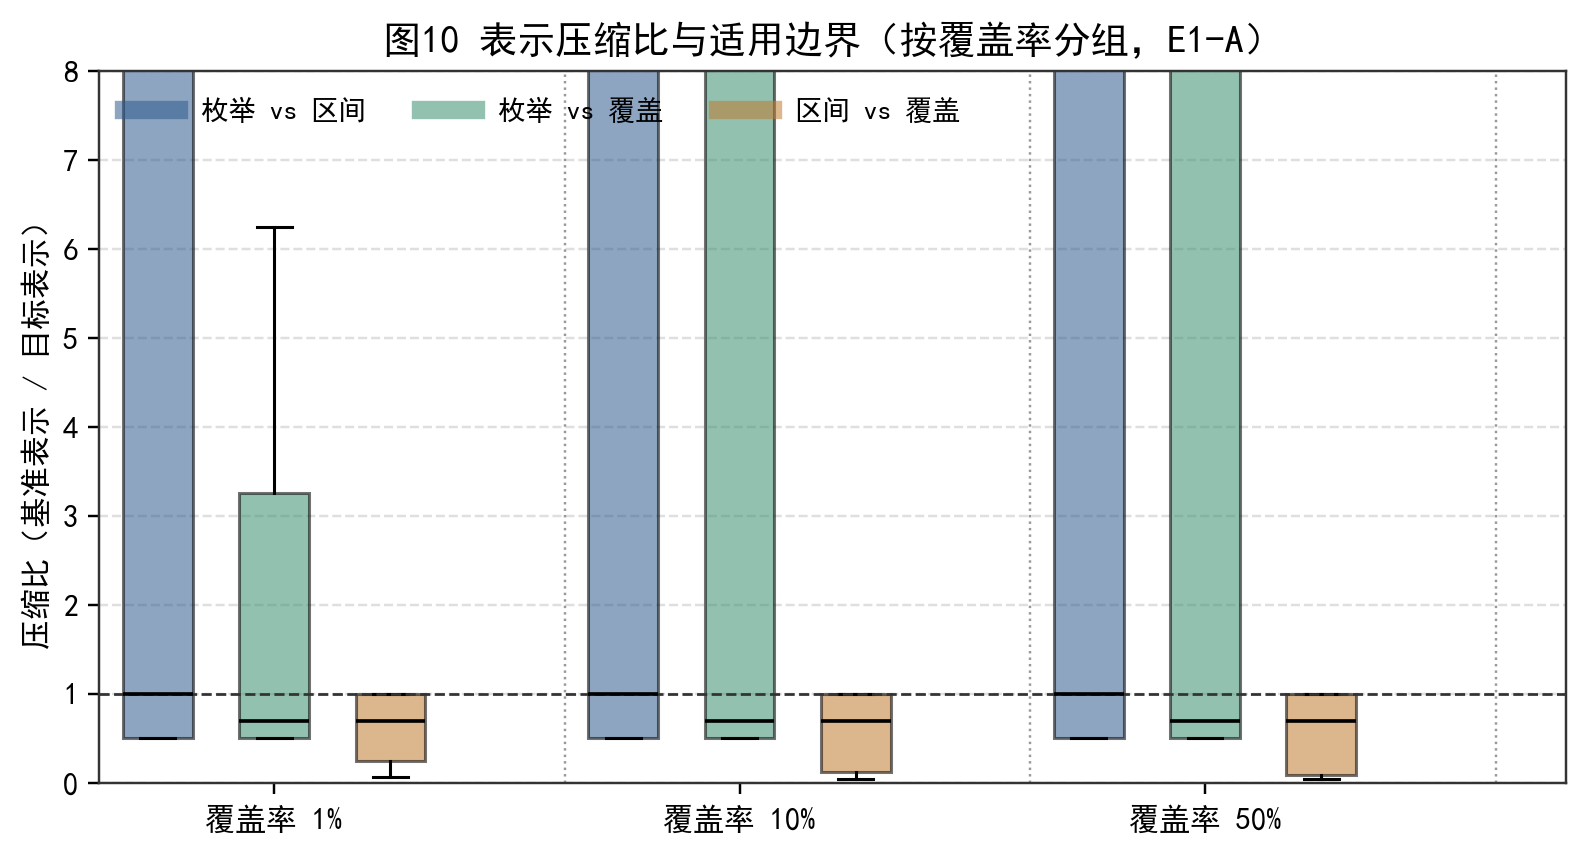 图10 表示压缩比与适用边界（按覆盖率分组，E1-A）
枚举 vs 区间
枚举 vs 覆盖
区间 vs 覆盖
压缩比（基准表示 / 目标表示）
8
7
6
5
4
3
2
1
0
覆盖率 1%
覆盖率 10%
覆盖率 50%